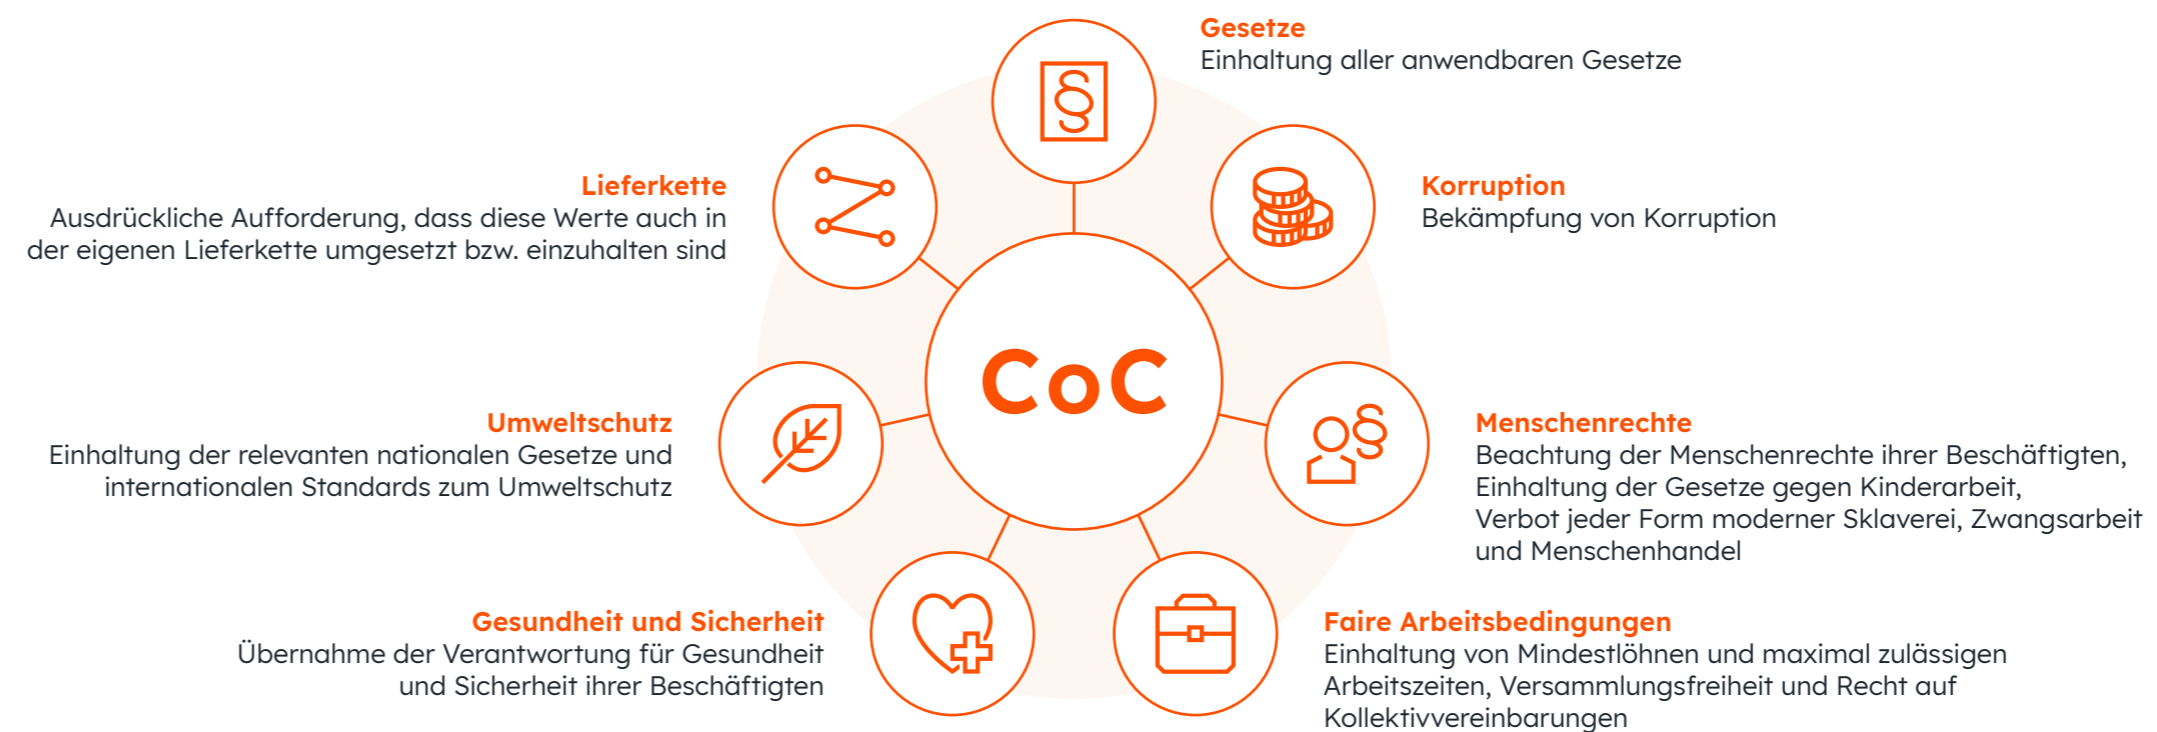 Gesetze
Einhaltung aller anwendbaren Gesetze
Lieferkette
Ausdrückliche Aufforderung, dass diese Werte auch in
der eigenen Lieferkette umgesetzt bzw. einzuhalten sind
Korruption
Bekämpfung von Korruption
CoC
Umweltschutz
Einhaltung der relevanten nationalen Gesetze und
internationalen Standards zum Umweltschutz
Menschenrechte
Beachtung der Menschenrechte ihrer Beschäftigten,
Einhaltung der Gesetze gegen Kinderarbeit,
Verbot jeder Form moderner Sklaverei, Zwangsarbeit
und Menschenhandel
Gesundheit und Sicherheit
Übernahme der Verantwortung für Gesundheit
und Sicherheit ihrer Beschäftigten
Faire Arbeitsbedingungen
Einhaltung von Mindestlöhnen und maximal zulässigen
Arbeitszeiten, Versammlungsfreiheit und Recht auf
Kollektivvereinbarungen